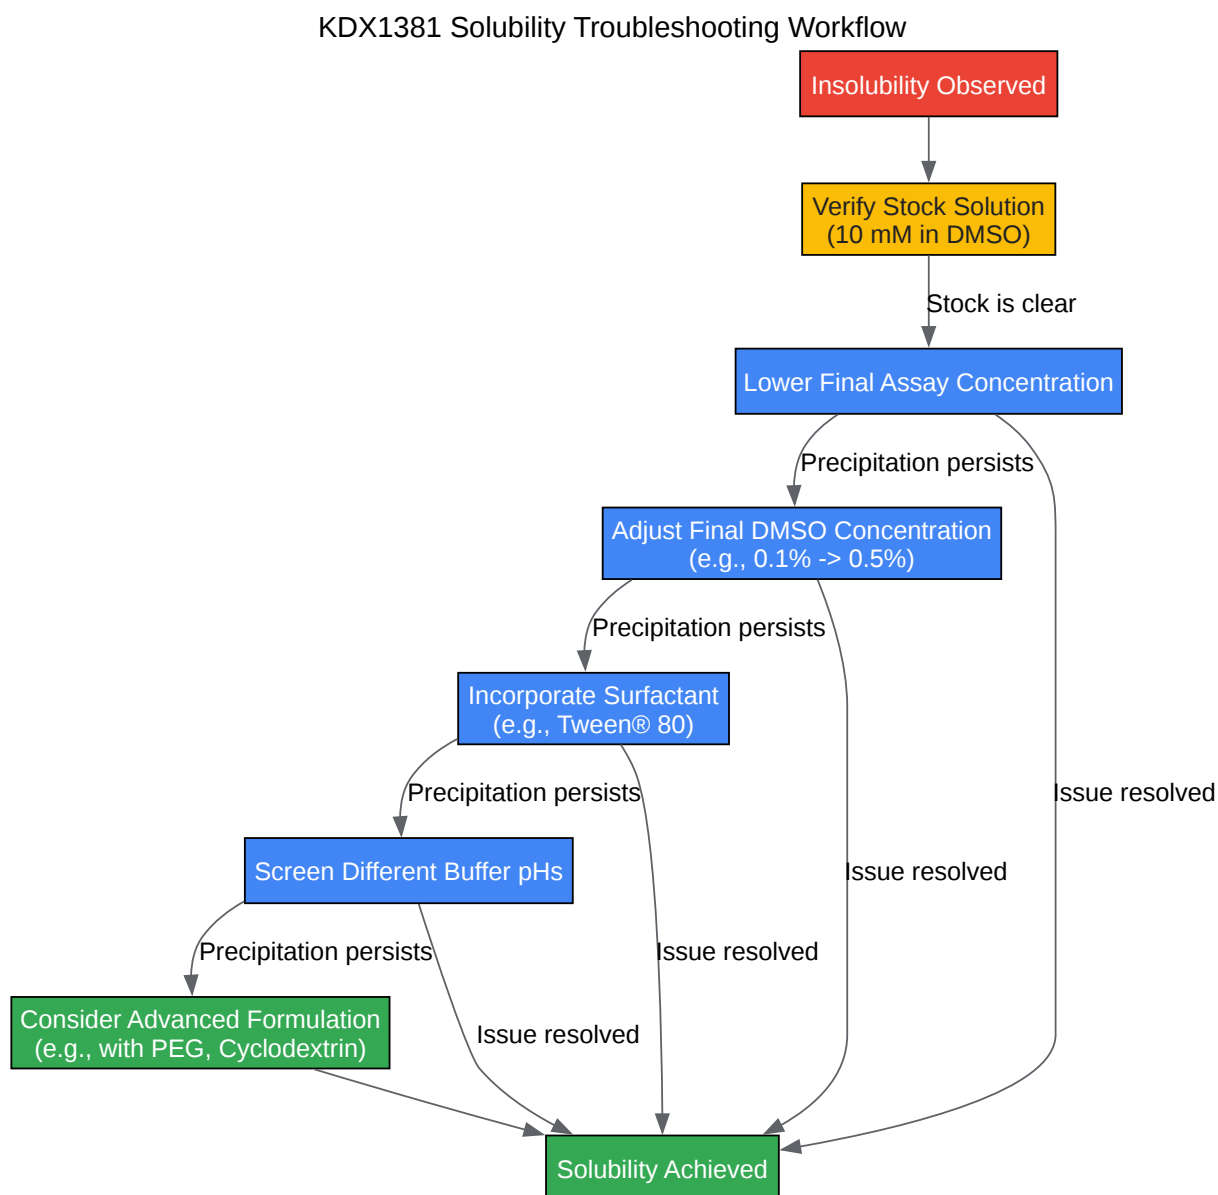 KDX1381 Solubility Troubleshooting Workflow
Insolubility Observed
Verify Stock Solution
(10 mM in DMSO)
Stock is clear
Lower Final Assay Concentration
Precipitation persists
Adjust Final DMSO Concentration
(e.g., 0.1% -> 0.5%)
Precipitation persists
Incorporate Surfactant
(e.g., Tween® 80)
Precipitation persists
Issue resolved
Screen Different Buffer pHs
Issue resolved
Precipitation persists
Issue resolved
Consider Advanced Formulation
(e.g., with PEG, Cyclodextrin)
Issue resolved
Solubility Achieved